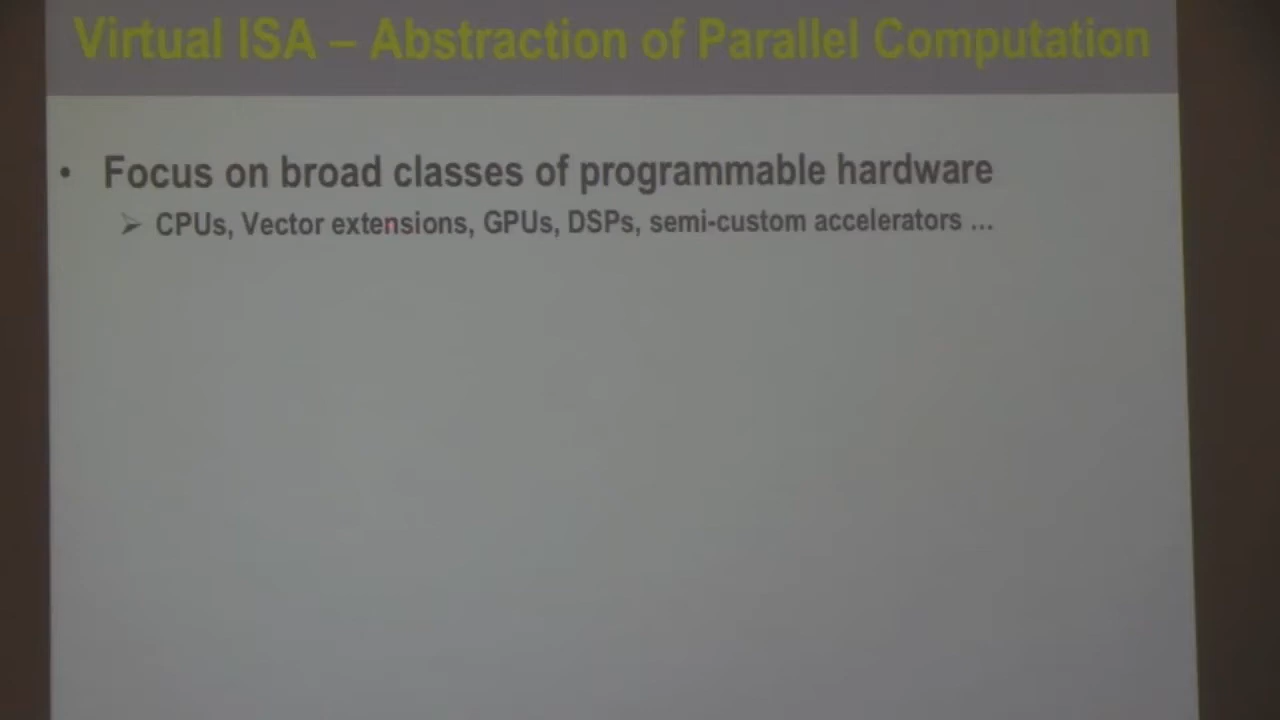 Virtual ISA – Abstraction of Parallel Computation
• Focus on broad classes of programmable hardware
➢ CPUs, Vector extensions, GPUs, DSPs, semi-custom accelerators ...